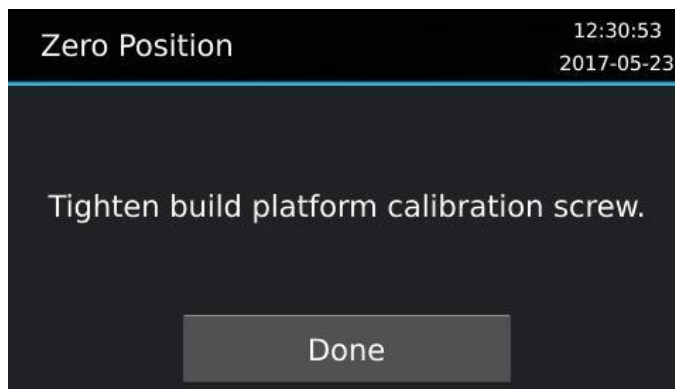 Zero Position
12:30:53
2017-05-23
Tighten build platform calibration screw.
Done